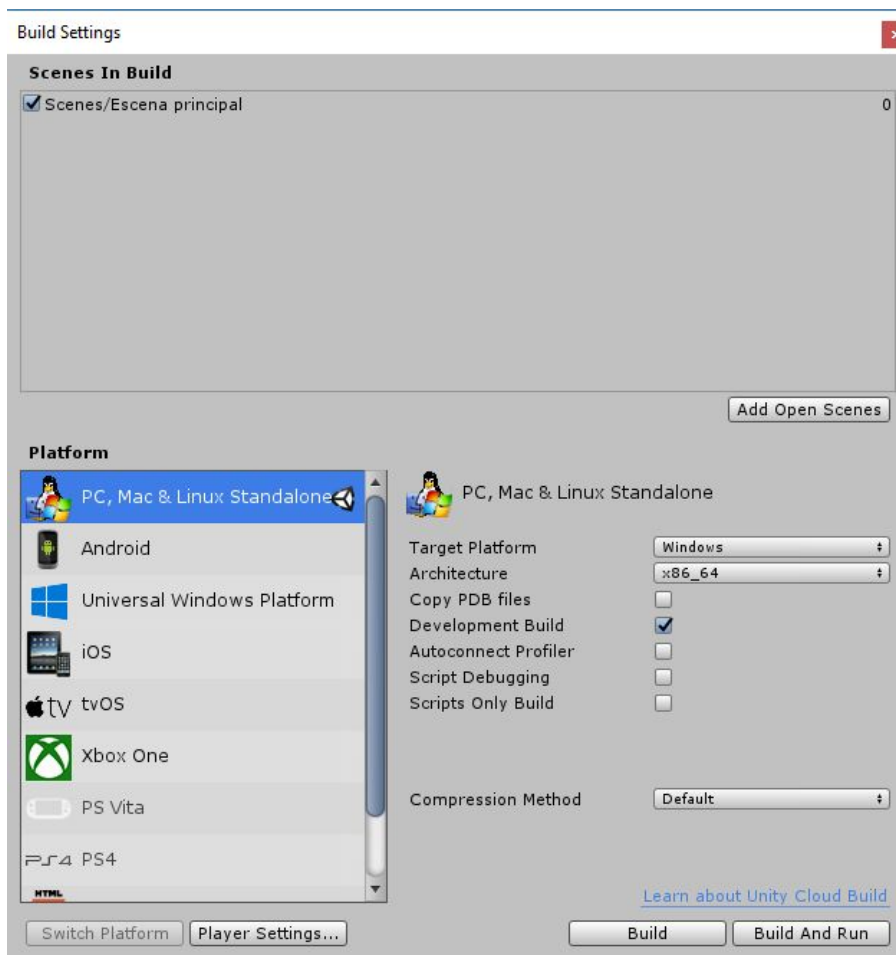 Build Settings
x
Scenes In Build
Scenes/Escena principal 0
Add Open Scenes
Platform
PC, Mac & Linux Standalone
Android
Universal Windows Platform
iOS
tv tvOS
Xbox One
PS Vita
PS4 PS4
HTML
PC, Mac & Linux Standalone
Target Platform Windows
Architecture x86_64
Copy PDB files
Development Build
Autoconnect Profiler
Script Debugging
Scripts Only Build
Compression Method Default
Learn about Unity Cloud Build
Switch Platform Player Settings... Build Build And Run